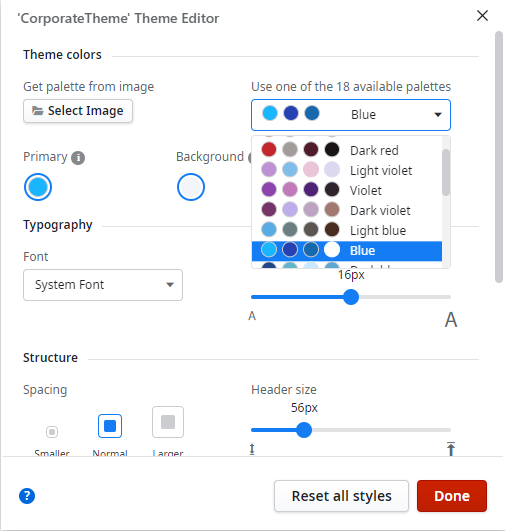 'CorporateTheme' Theme Editor
Theme colors
Get palette from image
Use one of the 18 available palettes
Select Image
Blue
Dark red
Light violet
Violet
Dark violet
Light blue
Blue
Primary
Background
Typography
Font
System Font
16px
A
A
Structure
Spacing
Header size
56px
Smaller
Normal
Larger
Reset all styles
Done